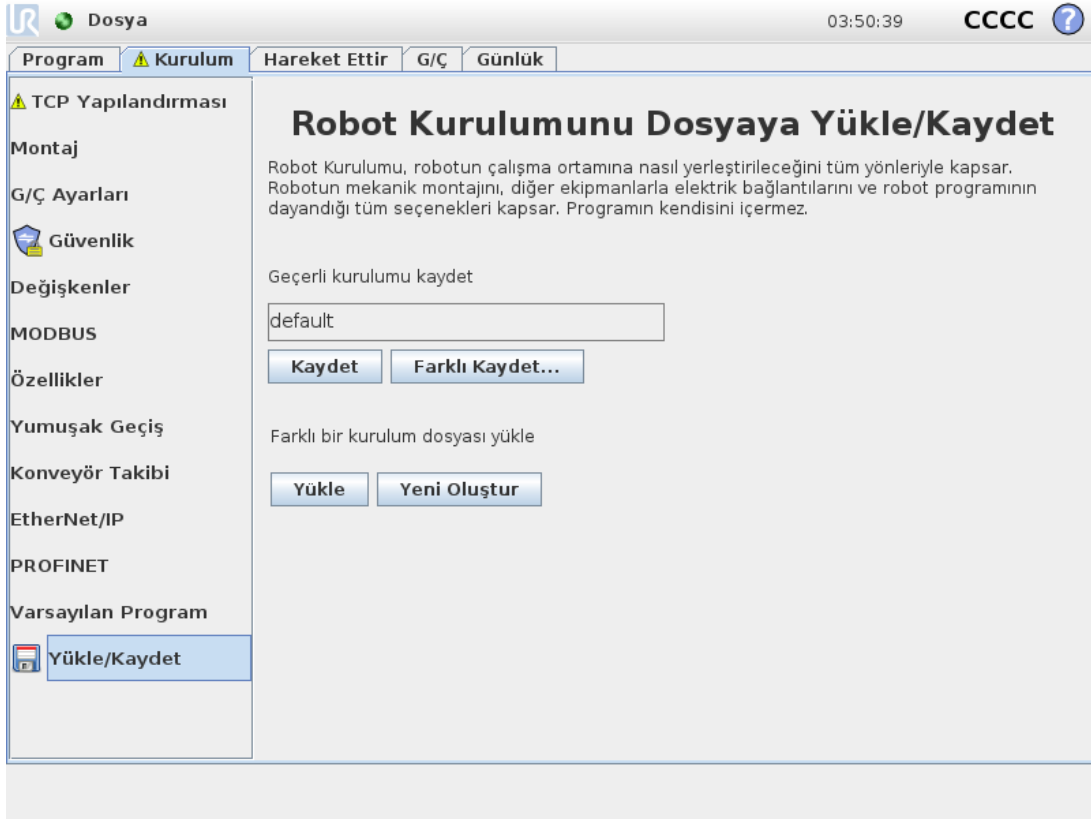 UR Dosya 03:50:39 CCCC ?
Program Kurulum Hareket Ettir G/Ç Günlük
TCP Yapılandırması
Montaj
G/Ç Ayarları
Güvenlik
Değişkenler
MODBUS
Özellikler
Yumuşak Geçiş
Konveyör Takibi
EtherNet/IP
PROFINET
Varsayılan Program
Yükle/Kaydet
Robot Kurulumunu Dosyaya Yükle/Kaydet
Robot Kurulumu, robotun çalışma ortamına nasıl yerleştirileceğini tüm yönleriyle kapsar.
Robotun mekanik montajını, diğer ekipmanlarla elektrik bağlantılarını ve robot programının
dayandığı tüm seçenekleri kapsar. Programın kendisini içermez.
Geçerli kurulumu kaydet
default
Kaydet Farklı Kaydet...
Farklı bir kurulum dosyası yükle
Yükle Yeni Oluştur